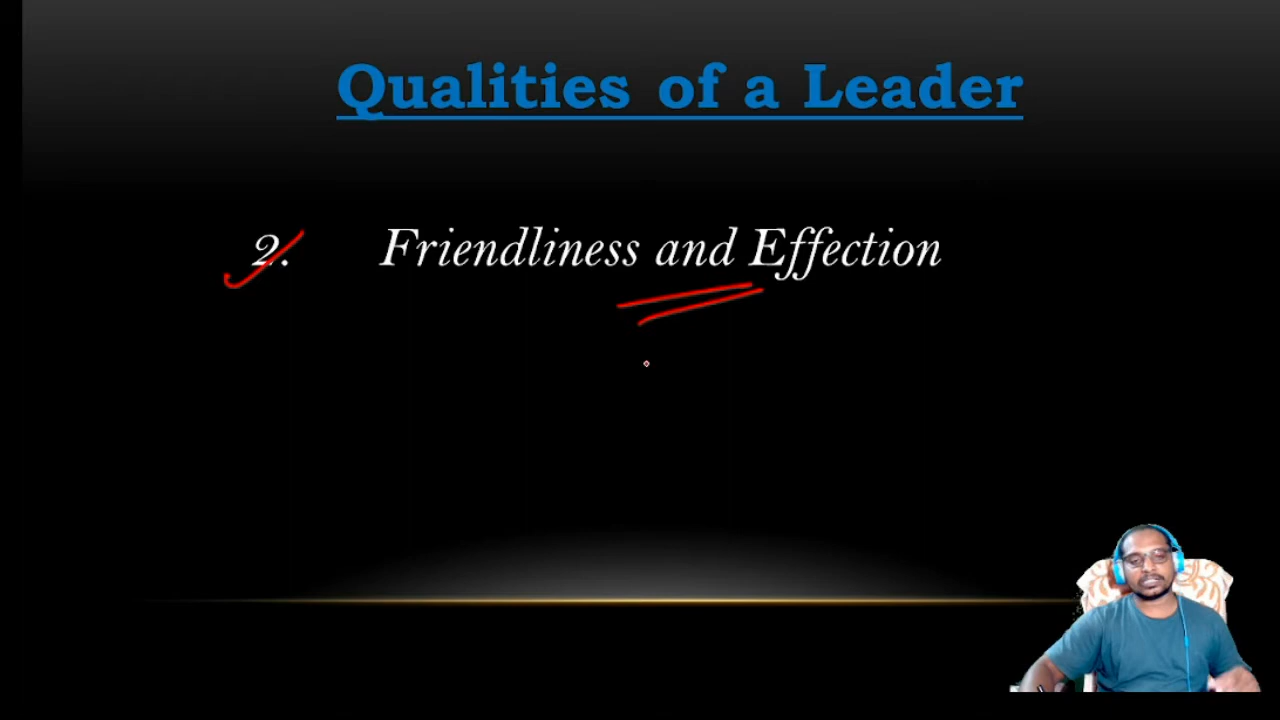 Qualities of a Leader
2. Friendliness and Effection